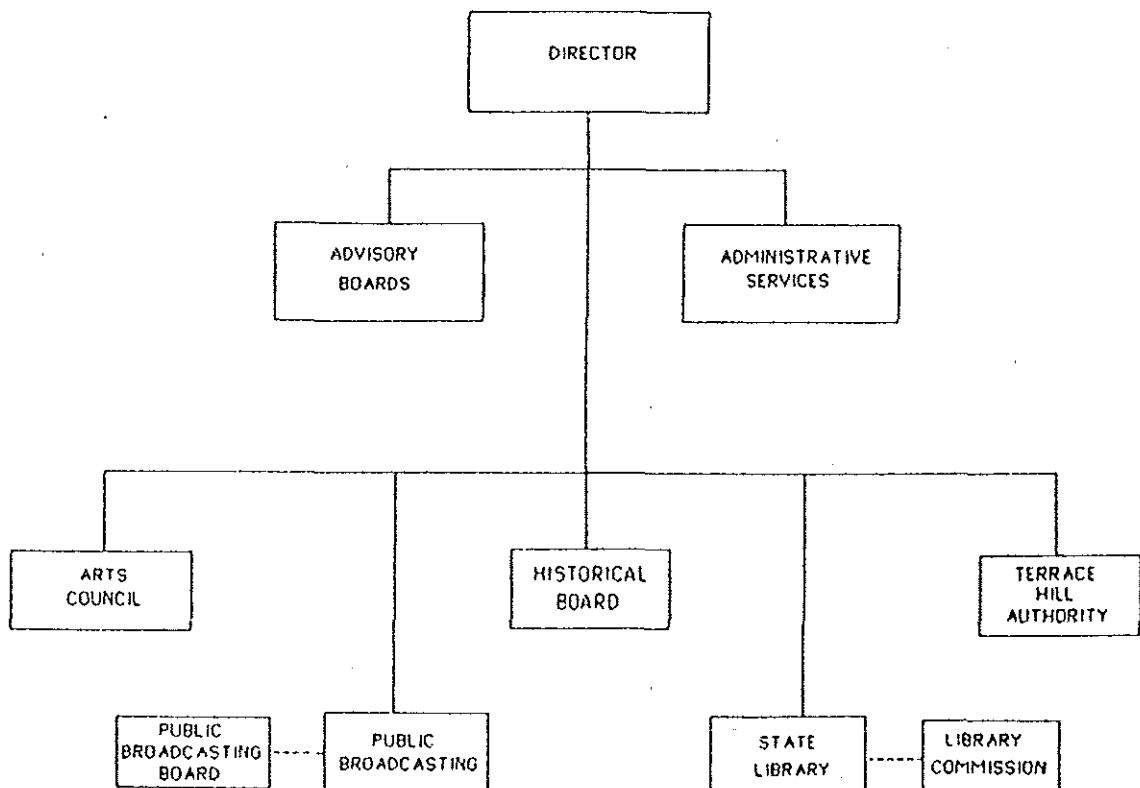 DIRECTOR
ADVISORY
BOARDS
ADMINISTRATIVE
SERVICES
ARTS
COUNCIL
HISTORICAL
BOARD
TERRACE
HILL
AUTHORITY
PUBLIC
BROADCASTING
BOARD
PUBLIC
BROADCASTING
STATE
LIBRARY
LIBRARY
COMMISSION